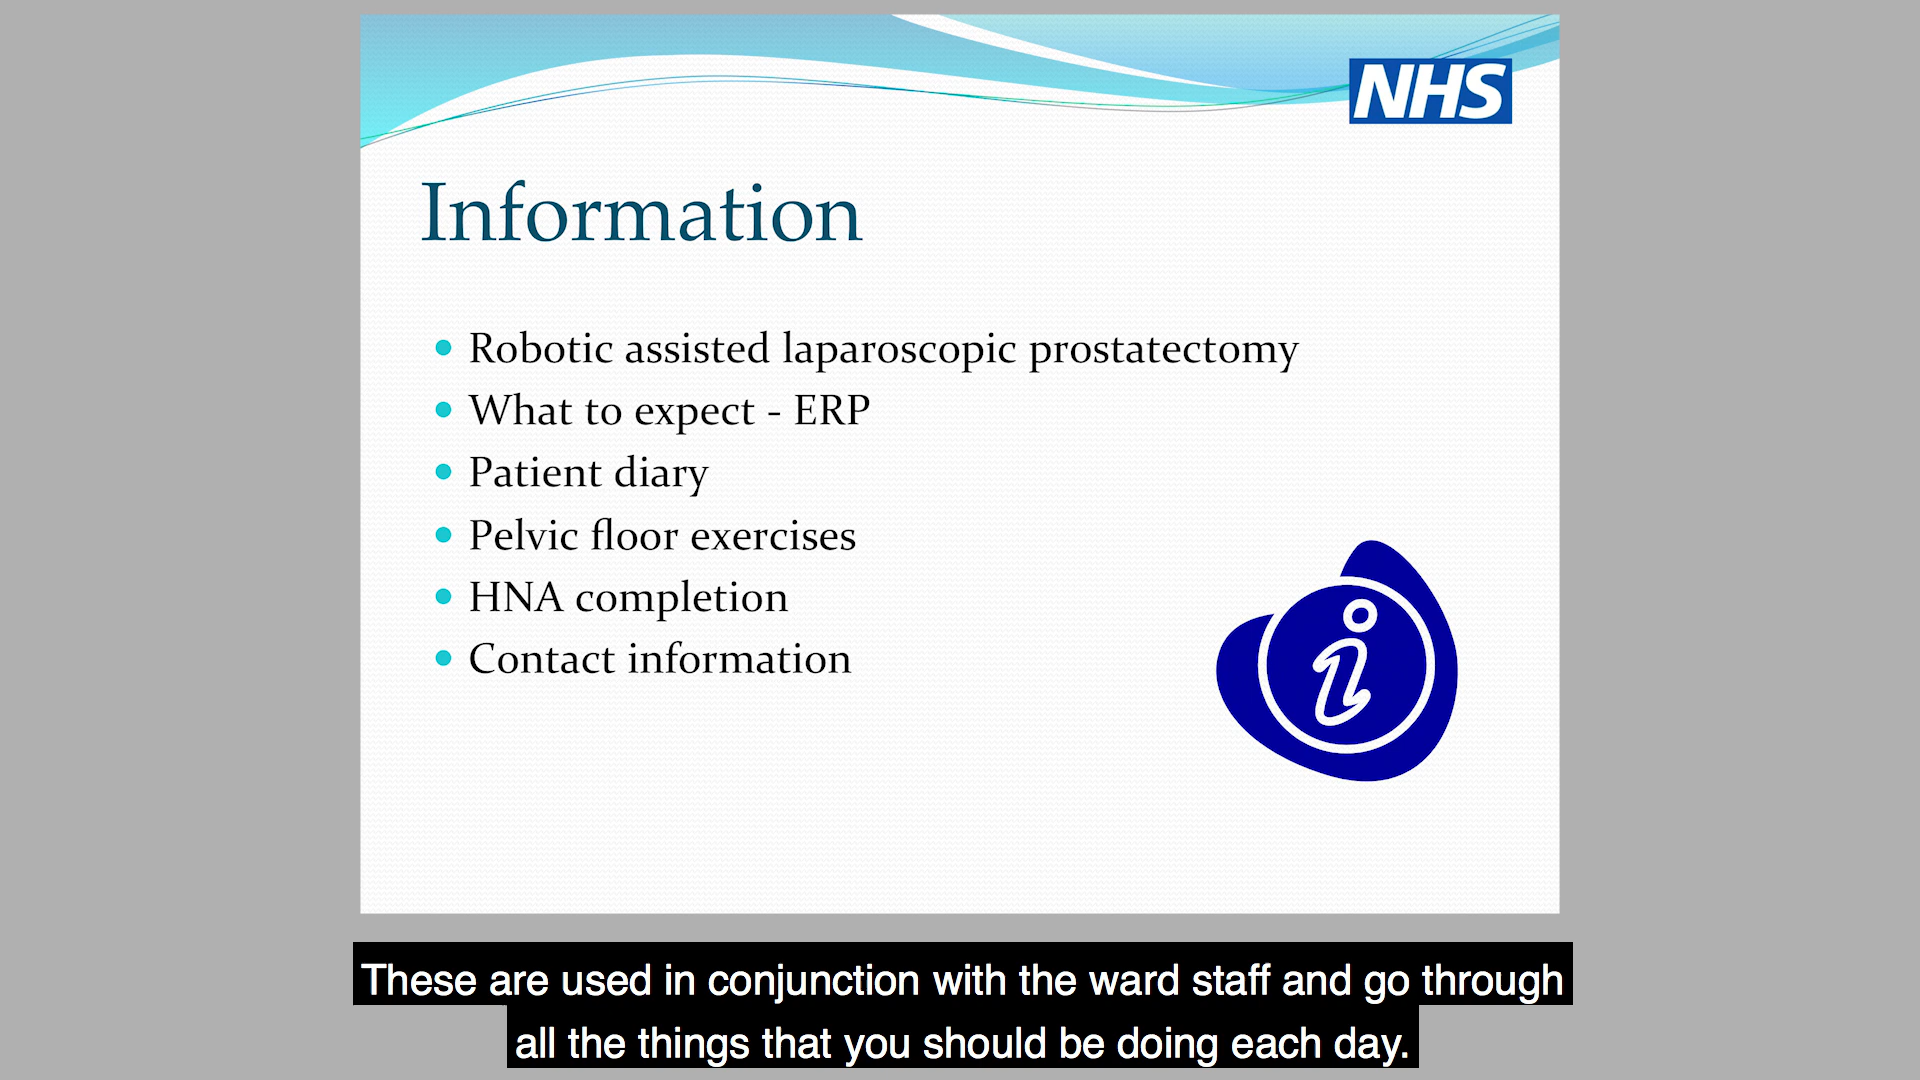 NHS
Information
Robotic assisted laparoscopic prostatectomy
What to expect - ERP
Patient diary
Pelvic floor exercises
HNA completion
Contact information
i
These are used in conjunction with the ward staff and go through
all the things that you should be doing each day.